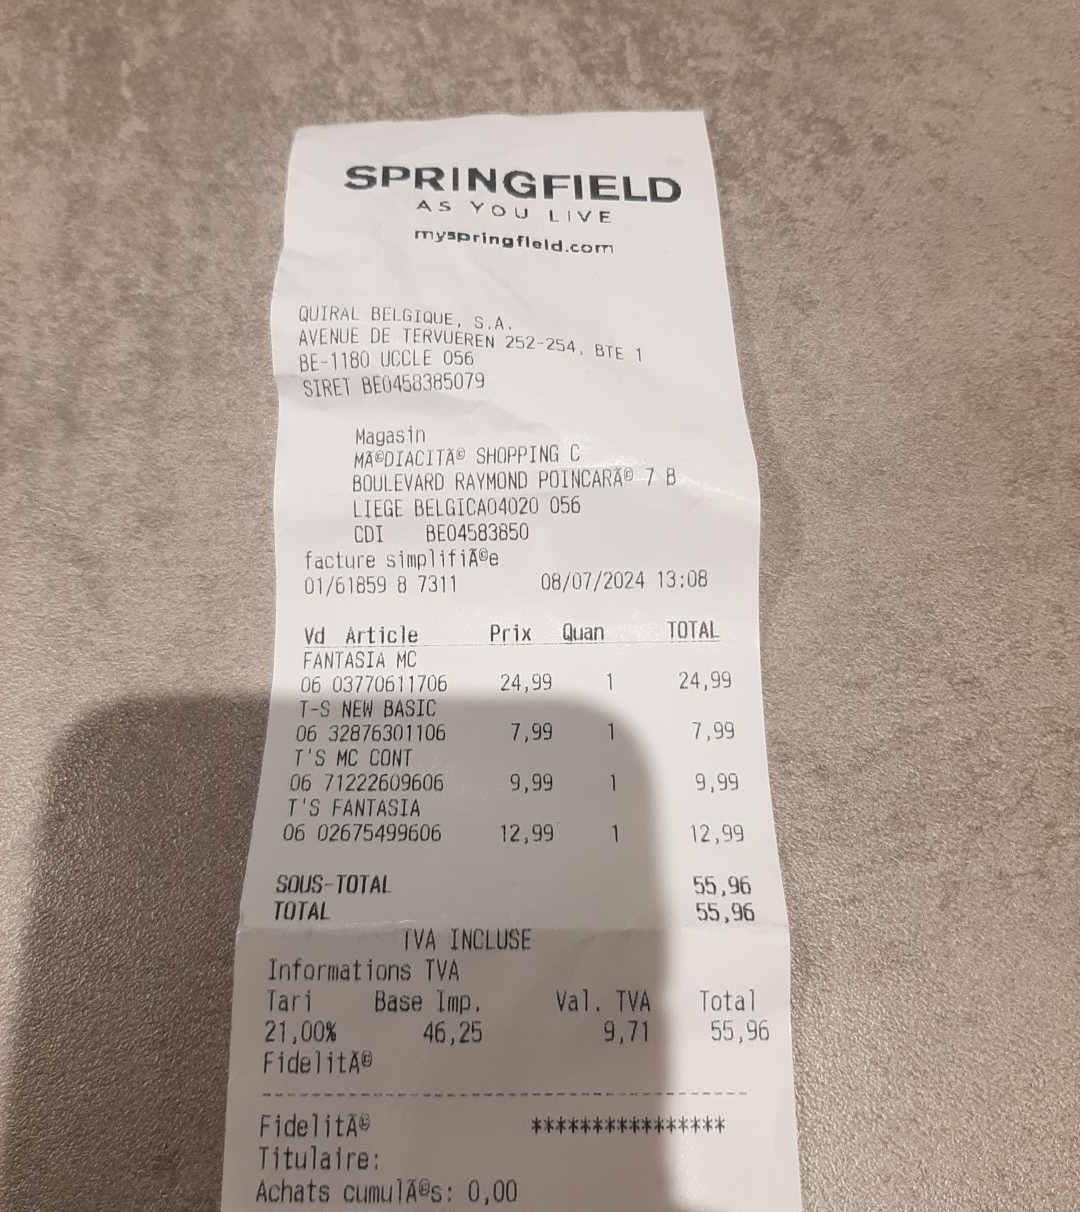 SPRINGFIELD
AS YOU LIVE
myspringfield.com
QUIRAL BELGIQUE, S.A.
AVENUE DE TERVUEREN 252-254, BTE 1
BE-1180 UCCLE 056
SIRET BE0458385079
Magasin
MÃ©DIACITÃ© SHOPPING C
BOULEVARD RAYMOND POINCARÃ© 7 B
LIEGE BELGICA04020 056
CDI BE04583850
facture simplifiÃ©e
01/61859 8 7311 08/07/2024 13:08
Vd Article Prix Quan TOTAL
FANTASIA MC
06 03770611706 24,99 1 24,99
T-S NEW BASIC
06 32876301106 7,99 1 7,99
T'S MC CONT
06 71222609606 9,99 1 9,99
T'S FANTASIA
06 02675499606 12,99 1 12,99
SOUS-TOTAL 55,96
TOTAL 55,96
TVA INCLUSE
Informations TVA
Tari Base Imp. Val. TVA Total
21,00% 46,25 9,71 55,96
FidelitÃ©
------------------------------------------------
FidelitÃ© ****************
Titulaire:
Achats cumulÃ©s: 0,00